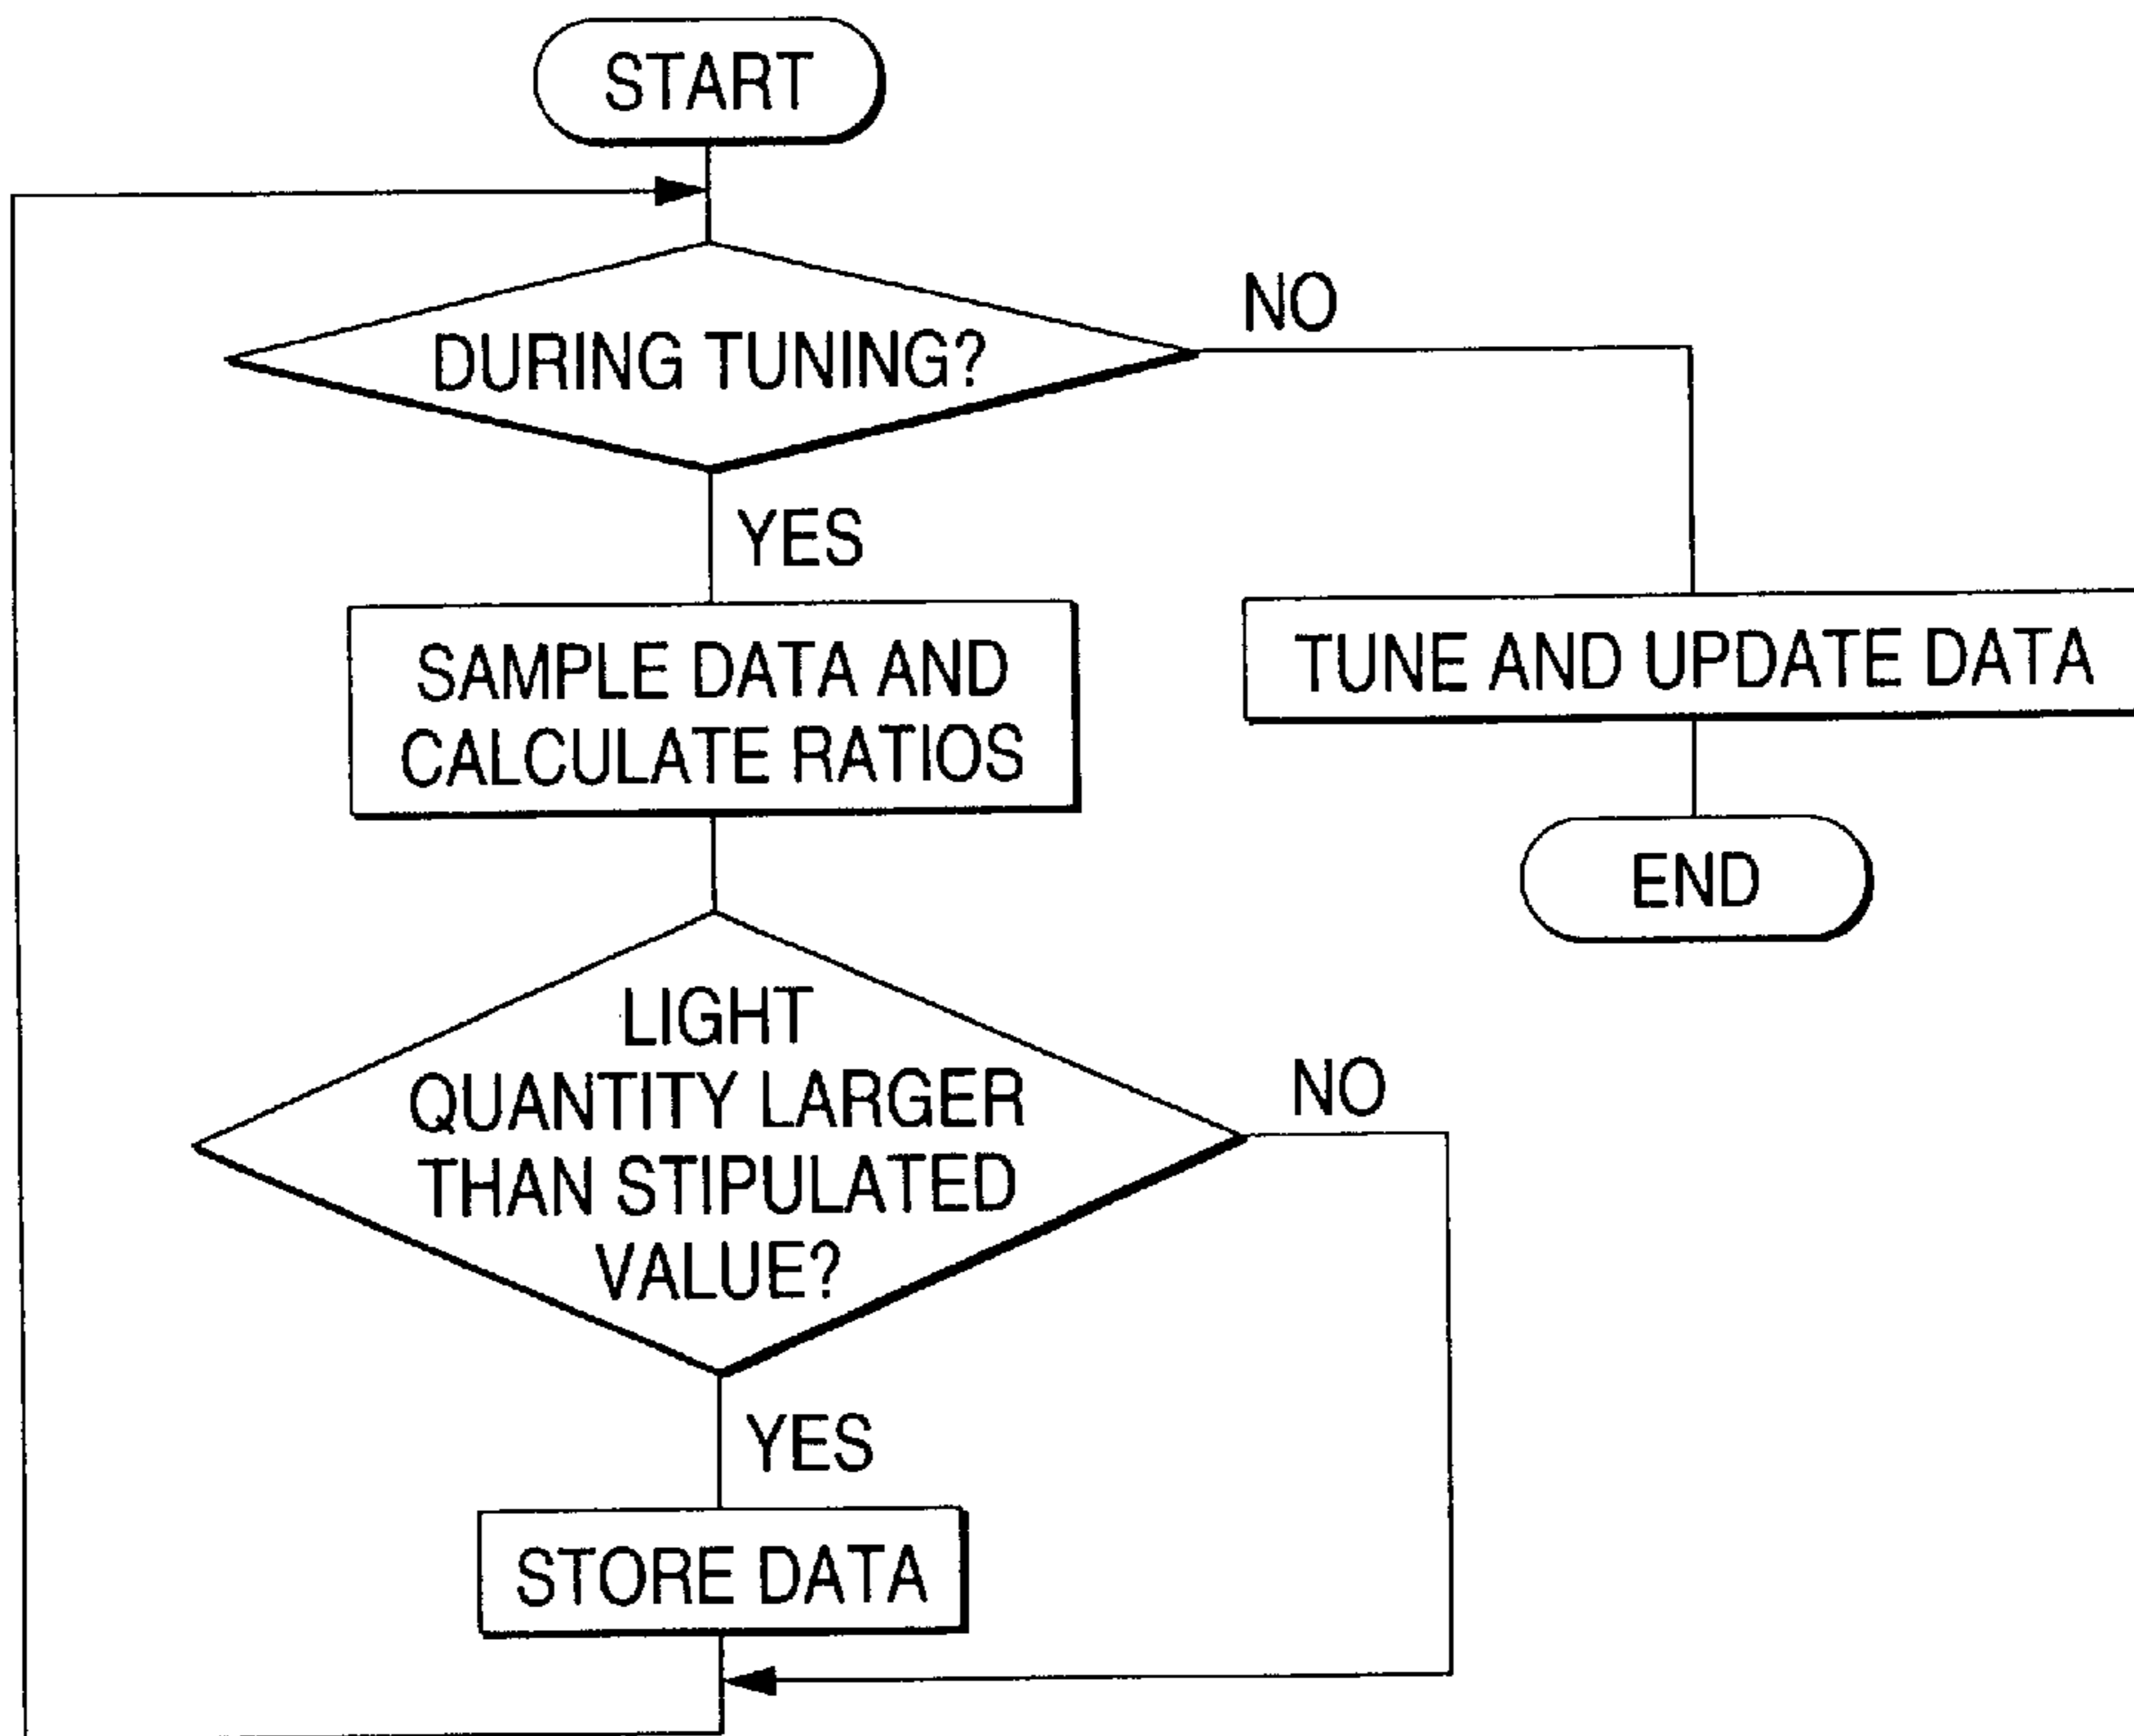 START
DURING TUNING?
NO
YES
SAMPLE DATA AND
CALCULATE RATIOS
TUNE AND UPDATE DATA
END
LIGHT
QUANTITY LARGER
THAN STIPULATED
VALUE?
NO
YES
STORE DATA